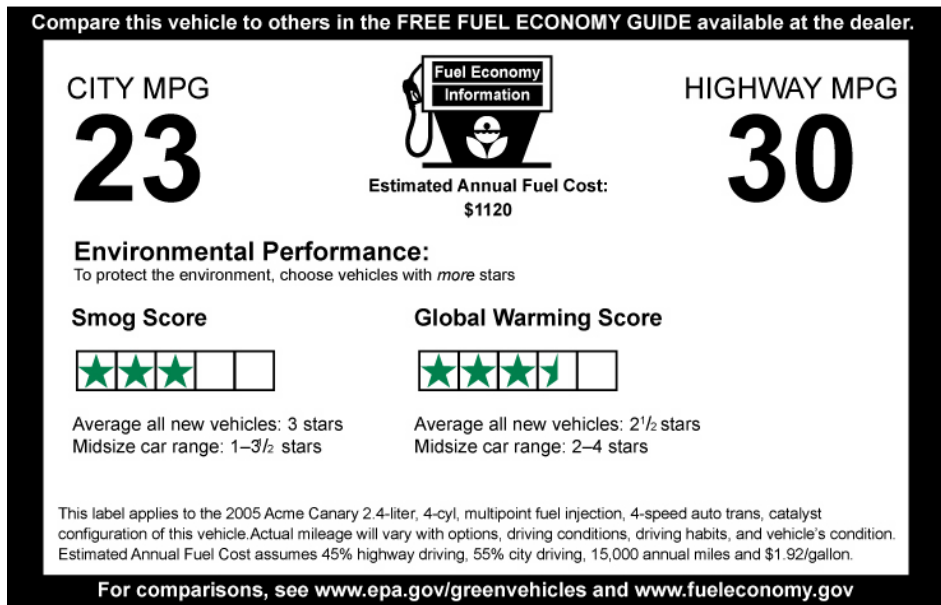 Compare this vehicle to others in the FREE FUEL ECONOMY GUIDE available at the dealer.
CITY MPG
23
Fuel Economy
Information
Estimated Annual Fuel Cost:
$1120
HIGHWAY MPG
30
Environmental Performance:
To protect the environment, choose vehicles with more stars
Smog Score
Average all new vehicles: 3 stars
Midsize car range: 1–3 1/2 stars
Global Warming Score
Average all new vehicles: 2 1/2 stars
Midsize car range: 2–4 stars
This label applies to the 2005 Acme Canary 2.4-liter, 4-cyl, multipoint fuel injection, 4-speed auto trans, catalyst
configuration of this vehicle.Actual mileage will vary with options, driving conditions, driving habits, and vehicle's condition.
Estimated Annual Fuel Cost assumes 45% highway driving, 55% city driving, 15,000 annual miles and $1.92/gallon.
For comparisons, see www.epa.gov/greenvehicles and www.fueleconomy.gov